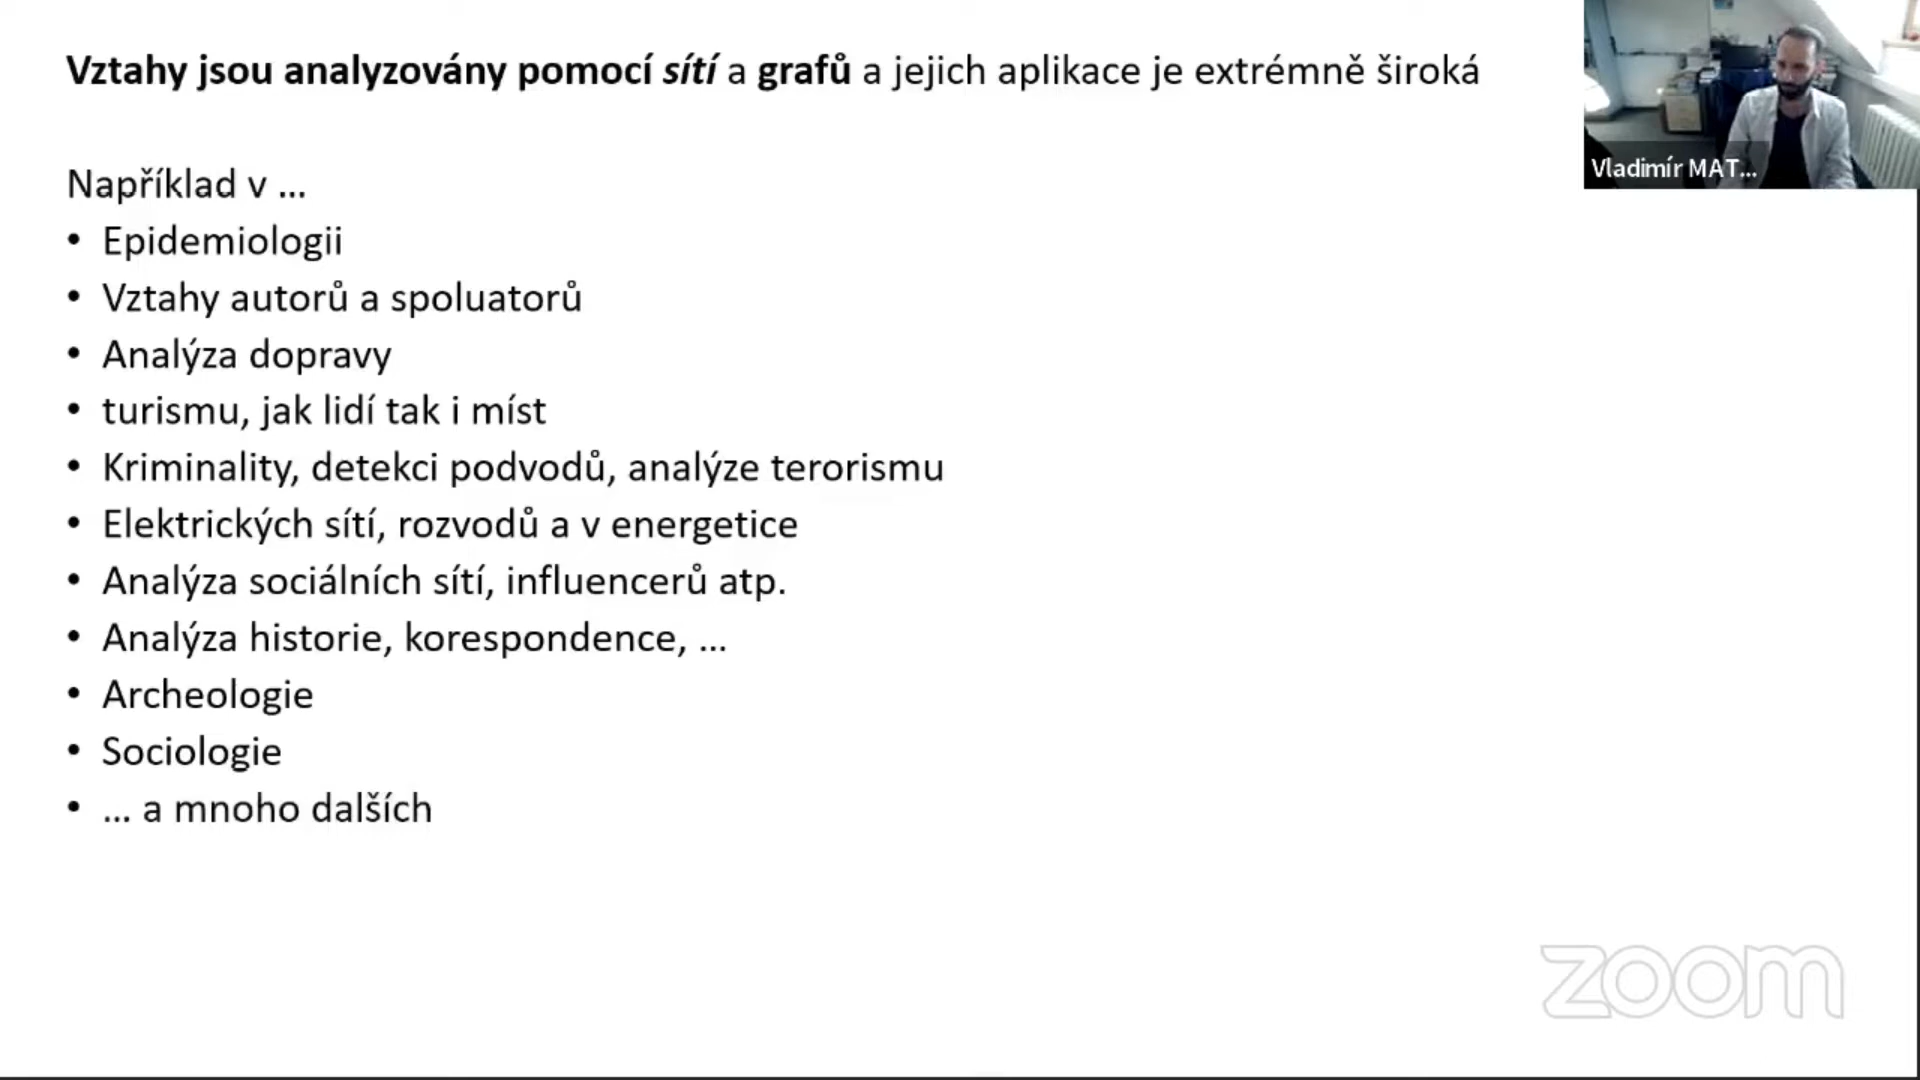 Vztahy jsou analyzovány pomocí sítí a grafů a jejich aplikace je extrémně široká
Například v ...
• Epidemiologii
• Vztahy autorů a spoluatorů
• Analýza dopravy
• turismu, jak lidí tak i míst
• Kriminality, detekci podvodů, analýze terorismu
• Elektrických sítí, rozvodů a v energetice
• Analýza sociálních sítí, influencerů atp.
• Analýza historie, korespondence, ...
• Archeologie
• Sociologie
• ... a mnoho dalších
Vladimír MAT...
zoom